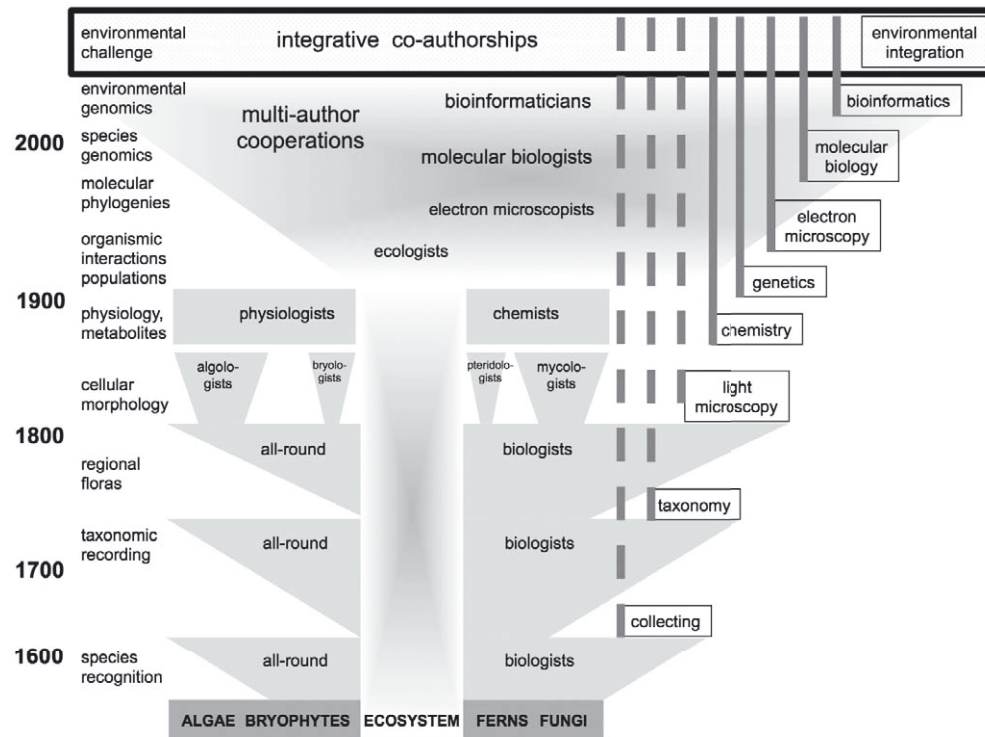 environmental
challenge
integrative co-authorships
environmental
integration
environmental
genomics
multi-author
cooperations
bioinformaticians
bioinformatics
2000
species
genomics
molecular biologists
molecular
biology
molecular
phylogenies
electron microscopists
electron
microscopy
organismic
interactions
populations
ecologists
genetics
1900
physiology,
metabolites
physiologists
chemists
chemistry
algolo-
gists
bryolo-
gists
pteridolo-
gists
mycolo-
gists
cellular
morphology
light
microscopy
1800
all-round
biologists
regional
floras
taxonomy
taxonomic
recording
all-round
biologists
1700
collecting
1600
species
recognition
all-round
biologists
ALGAE BRYOPHYTES ECOSYSTEM FERNS FUNGI